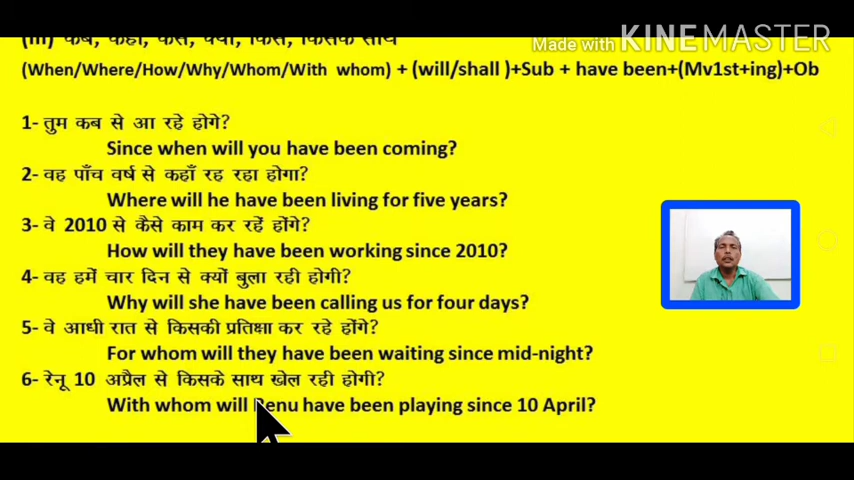 (iii) कब, कहाँ, कैसे, क्यों, किसे, किसके साथ
Made with KINEMASTER
(When/Where/How/Why/Whom/With whom) + (will/shall )+Sub + have been+(Mv1st+ing)+Ob
1- तुम कब से आ रहे होगे?
Since when will you have been coming?
2- वह पाँच वर्ष से कहाँ रह रहा होगा?
Where will he have been living for five years?
3- वे 2010 से कैसे काम कर रहें होंगे?
How will they have been working since 2010?
4- वह हमें चार दिन से क्यों बुला रही होगी?
Why will she have been calling us for four days?
5- वे आधी रात से किसकी प्रतिक्षा कर रहे होंगे?
For whom will they have been waiting since mid-night?
6- रेनू 10 अप्रैल से किसके साथ खेल रही होगी?
With whom will Renu have been playing since 10 April?